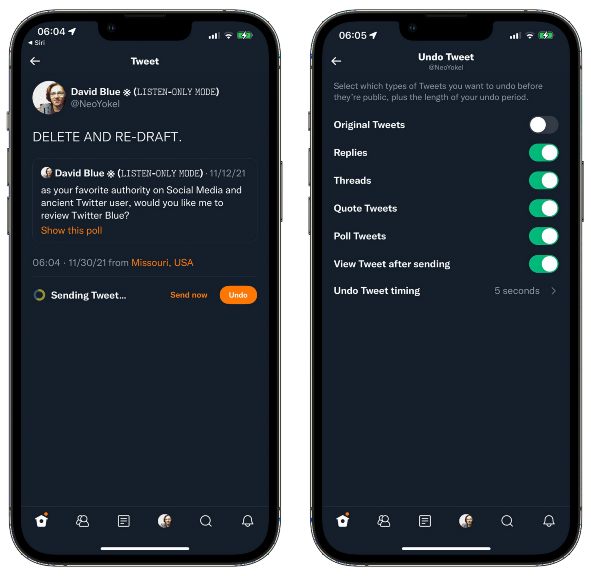 06:04
◂ Siri
Tweet
David Blue ※ (LISTEN-ONLY MODE)
@NeoYokel
DELETE AND RE-DRAFT.
David Blue ※ (LISTEN-ONLY MODE) · 11/12/21
as your favorite authority on Social Media and
ancient Twitter user, would you like me to
review Twitter Blue?
Show this poll
06:04 · 11/30/21 from Missouri, USA
Sending Tweet...
Send now
Undo
06:05
Undo Tweet
@NeoYokel
Select which types of Tweets you want to undo before
they're public, plus the length of your undo period.
Original Tweets
Replies
Threads
Quote Tweets
Poll Tweets
View Tweet after sending
Undo Tweet timing 5 seconds